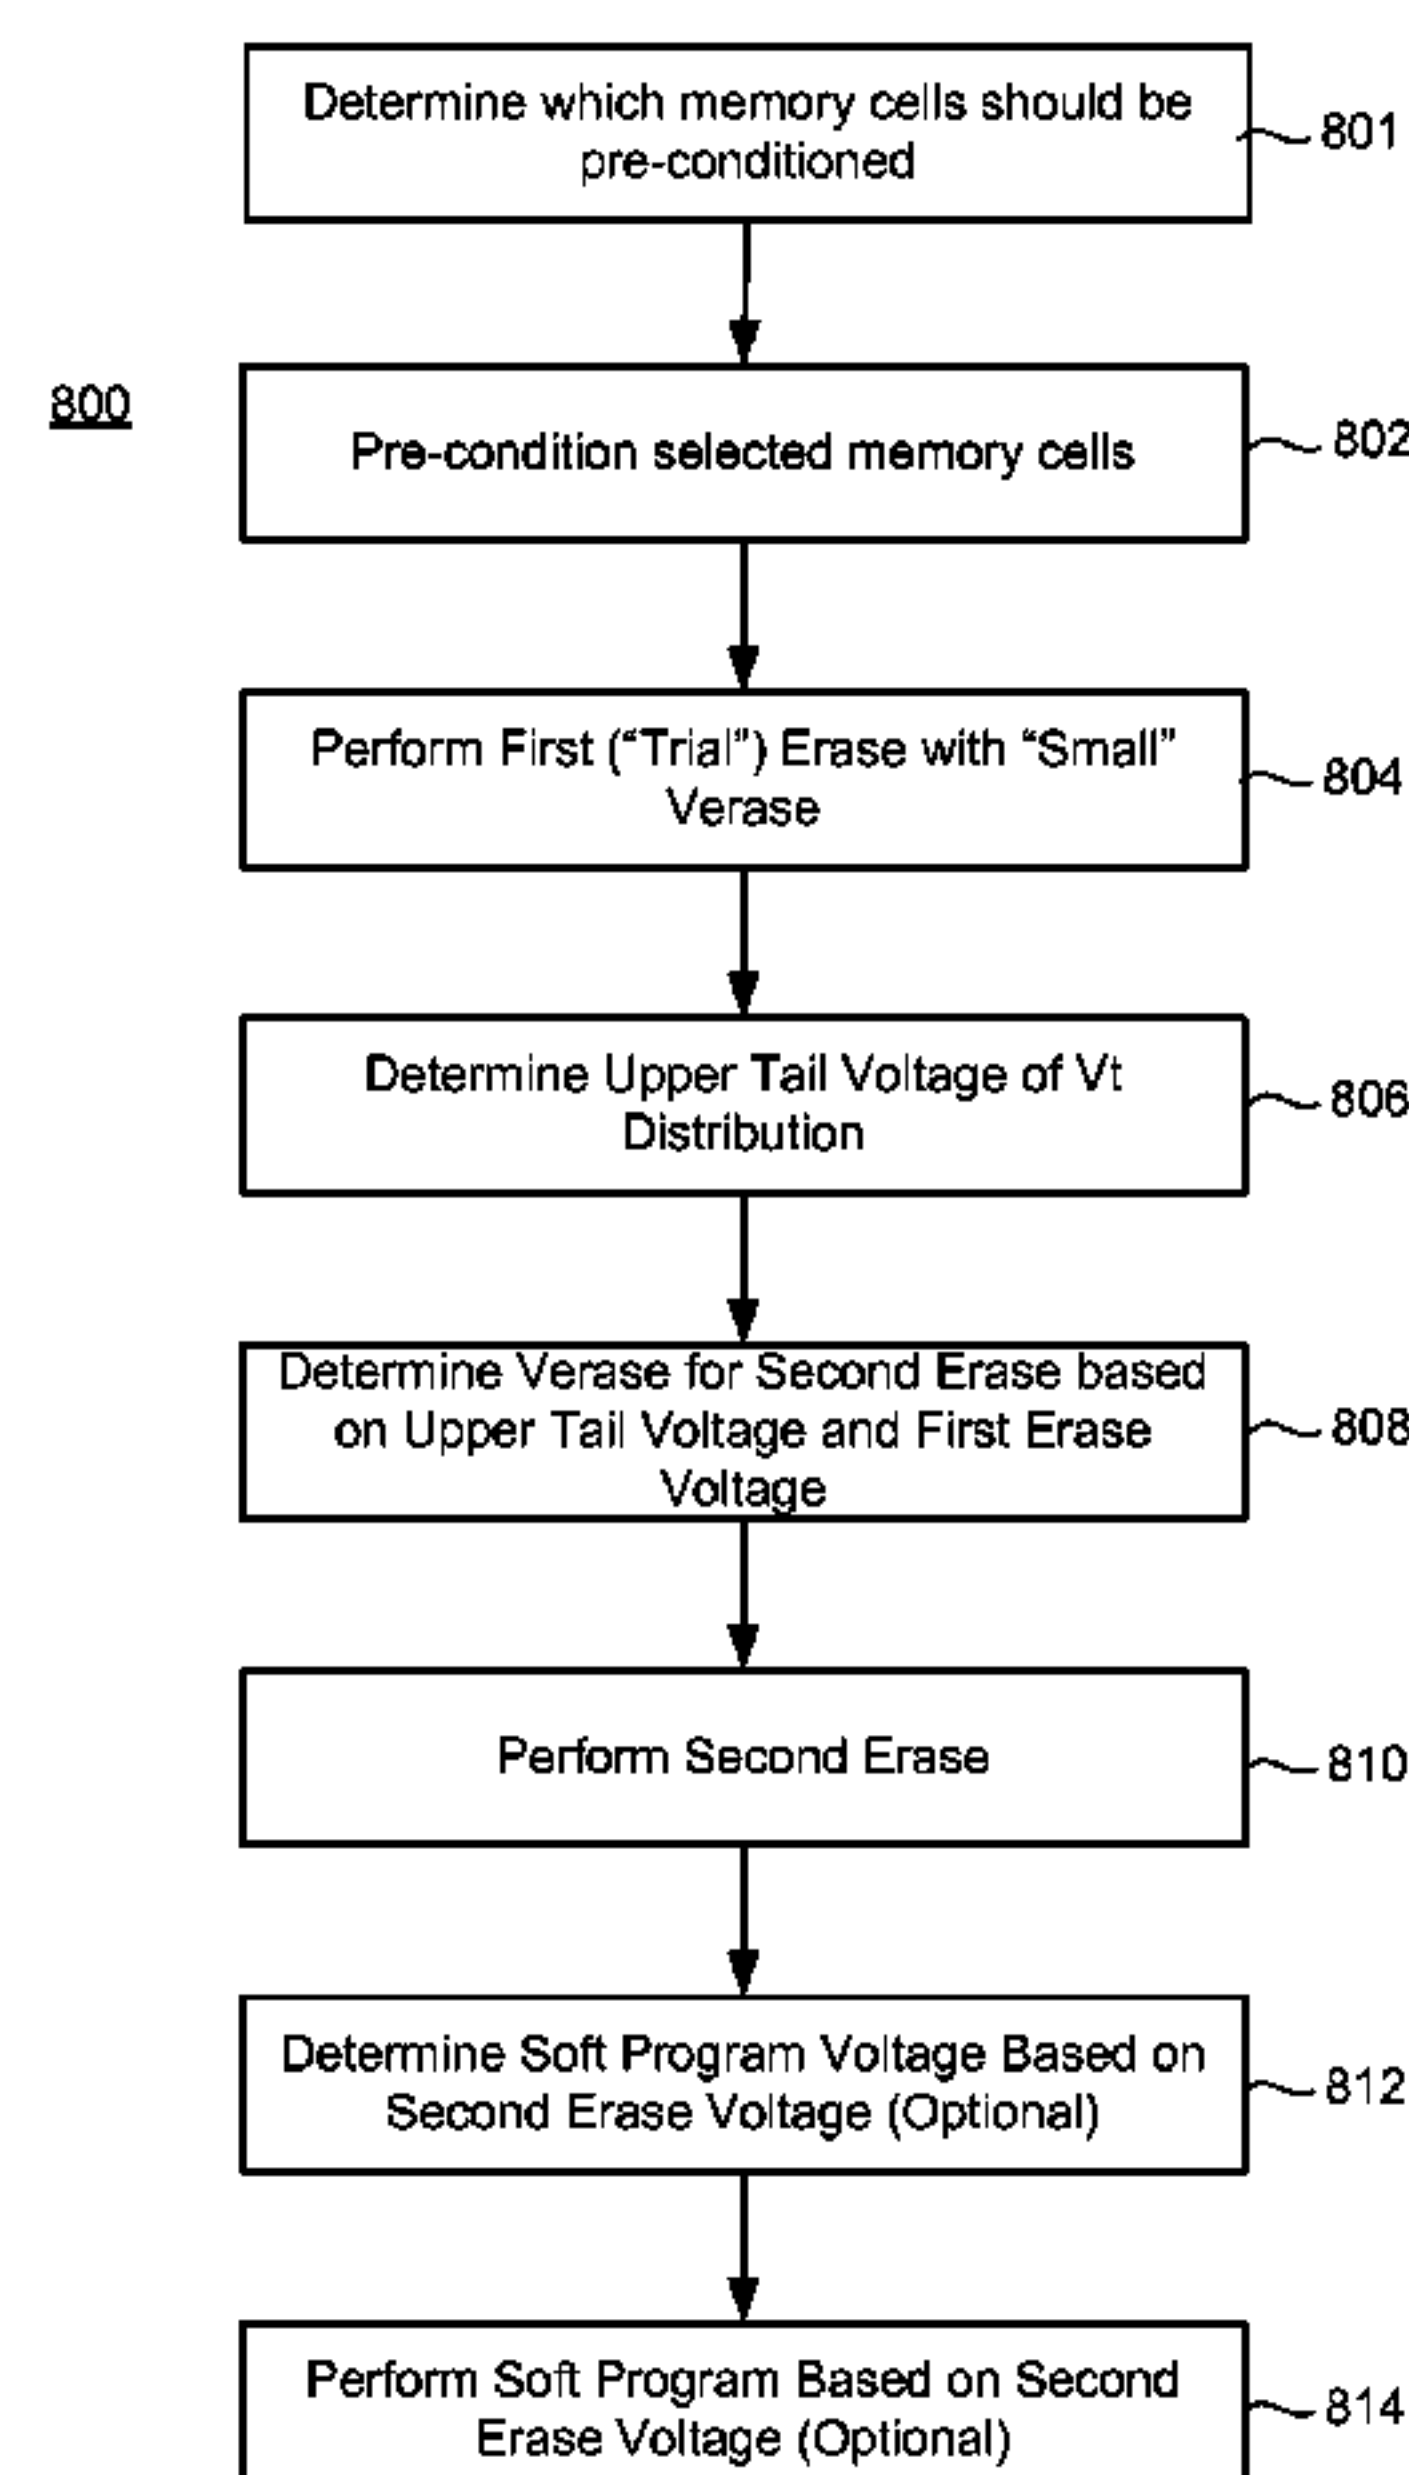 Determine which memory cells should be
pre-conditioned
801
800
Pre-condition selected memory cells
802
Perform First (“Trial”) Erase with “Small”
Verase
804
Determine Upper Tail Voltage of Vt
Distribution
806
Determine Verase for Second Erase based
on Upper Tail Voltage and First Erase
Voltage
808
Perform Second Erase
810
Determine Soft Program Voltage Based on
Second Erase Voltage (Optional)
812
Perform Soft Program Based on Second
Erase Voltage (Optional)
814